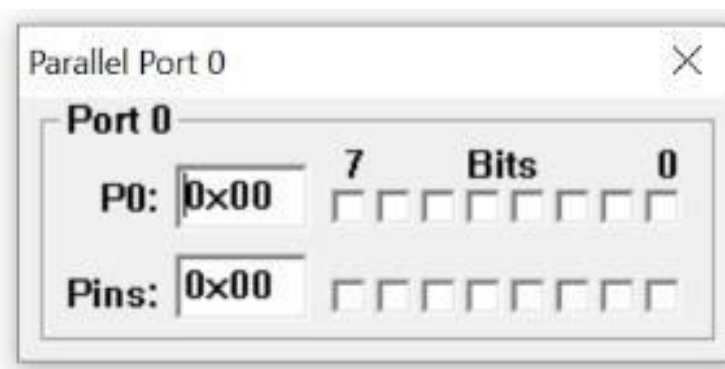 Parallel Port 0
Port 0
7 Bits 0
P0: 0x00
Pins: 0x00